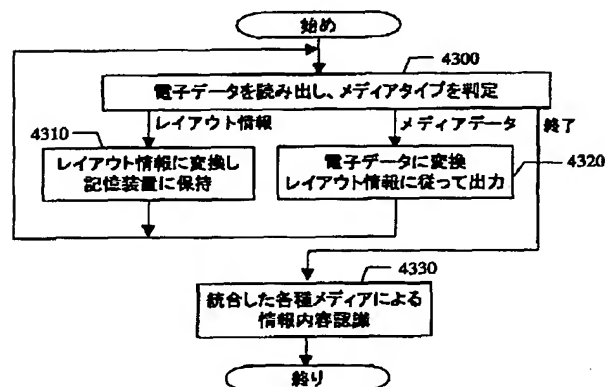 始め
4300
電子データを読み出し、メディアタイプを判定
レイアウト情報
メディアデータ
終了
4310
レイアウト情報に変換し
記憶装置に保持
電子データに変換
レイアウト情報に従って出力
4320
4330
統合した各種メディアによる
情報内容認識
終り